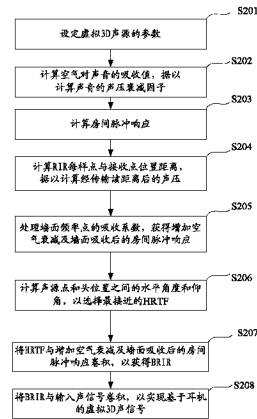 S201
设定虚拟3D声源的参数
S202
计算空气对声音的吸收值，据以
计算声音的声压衰减因子
S203
计算房间脉冲响应
S204
计算RIR每样点与接收点位置距离，
据以计算经传输该距离后的声压
S205
处理墙面频率点的吸收系数，获得增加空
气衰减及墙面吸收后的房间脉冲响应
S206
计算声源点和头位置之间的水平角度和仰
角，以选择最接近的HRTF
S207
将HRTF与增加空气衰减及墙面吸收后的房间
脉冲响应卷积，以获得BRIR
S208
将BRIR与输入声信号卷积，以实现基于耳机
的虚拟3D声信号